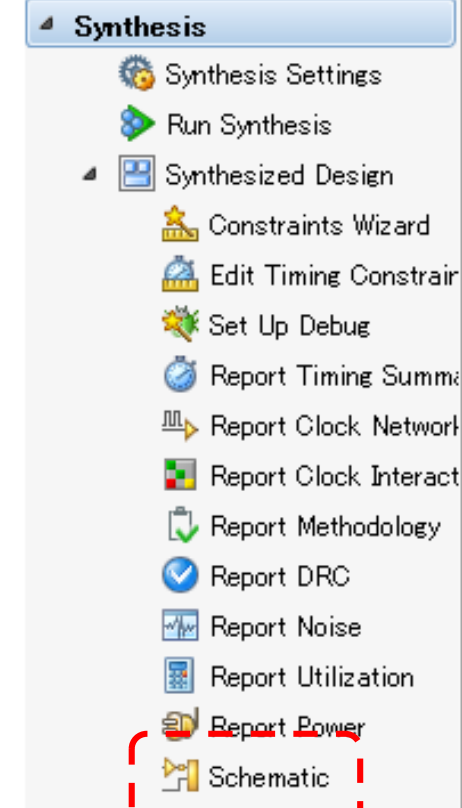 Synthesis
Synthesis Settings
Run Synthesis
Synthesized Design
Constraints Wizard
Edit Timing Constrair
Set Up Debug
Report Timing Summa
Report Clock Network
Report Clock Interact
Report Methodology
Report DRC
Report Noise
Report Utilization
Report Power
Schematic